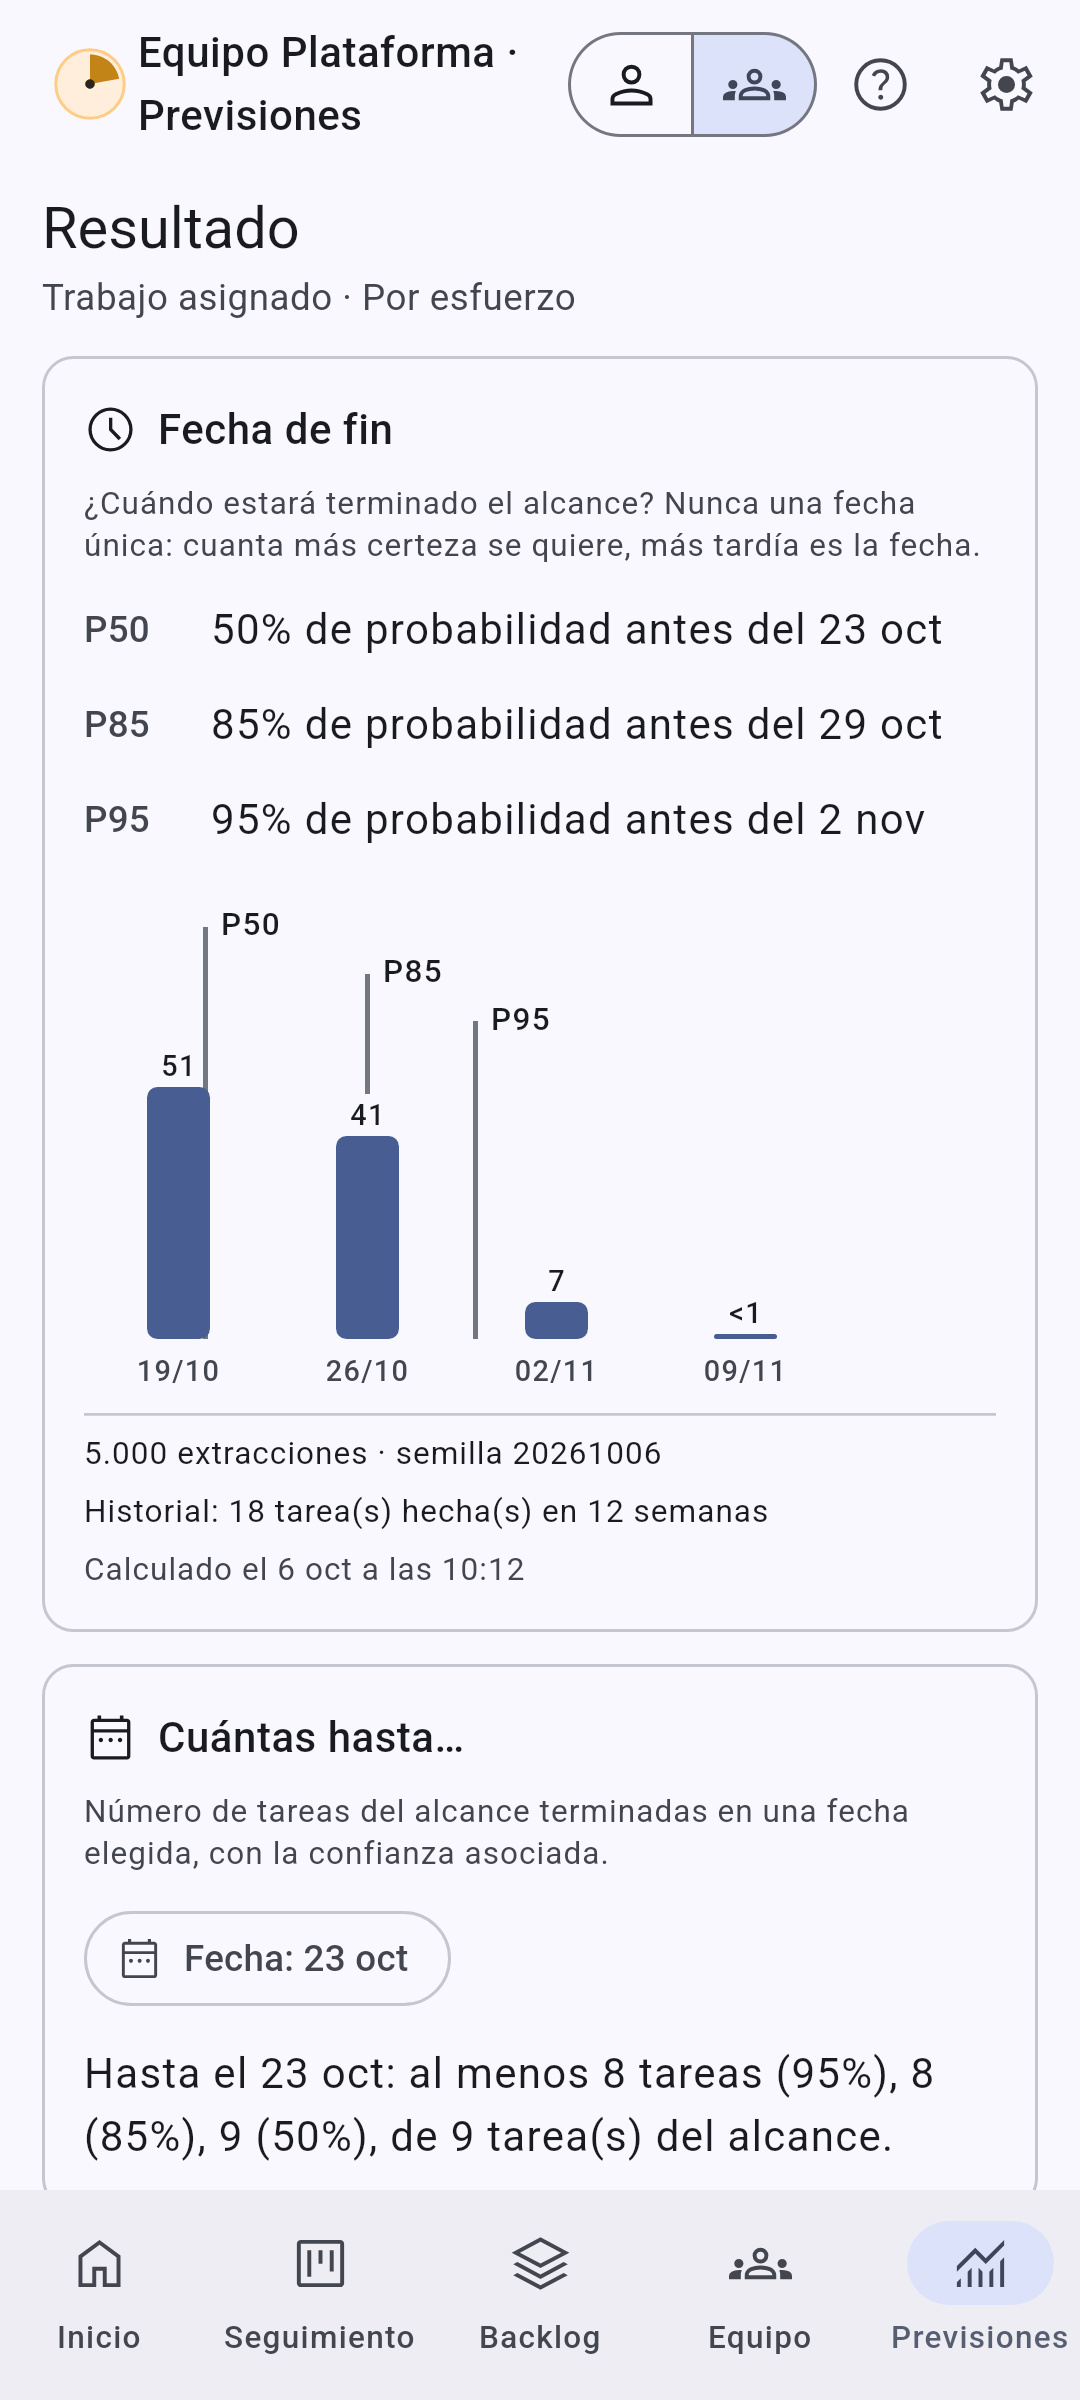 Equipo Plataforma ·
Previsiones
Resultado
Trabajo asignado · Por esfuerzo
Fecha de fin
¿Cuándo estará terminado el alcance? Nunca una fecha
única: cuanta más certeza se quiere, más tardía es la fecha.
P50 50% de probabilidad antes del 23 oct
P85 85% de probabilidad antes del 29 oct
P95 95% de probabilidad antes del 2 nov
P50
P85
P95
51
41
7
<1
19/10 26/10 02/11 09/11
5.000 extracciones · semilla 20261006
Historial: 18 tarea(s) hecha(s) en 12 semanas
Calculado el 6 oct a las 10:12
Cuántas hasta…
Número de tareas del alcance terminadas en una fecha
elegida, con la confianza asociada.
Fecha: 23 oct
Hasta el 23 oct: al menos 8 tareas (95%), 8
(85%), 9 (50%), de 9 tarea(s) del alcance.
Inicio Seguimiento Backlog Equipo Previsiones